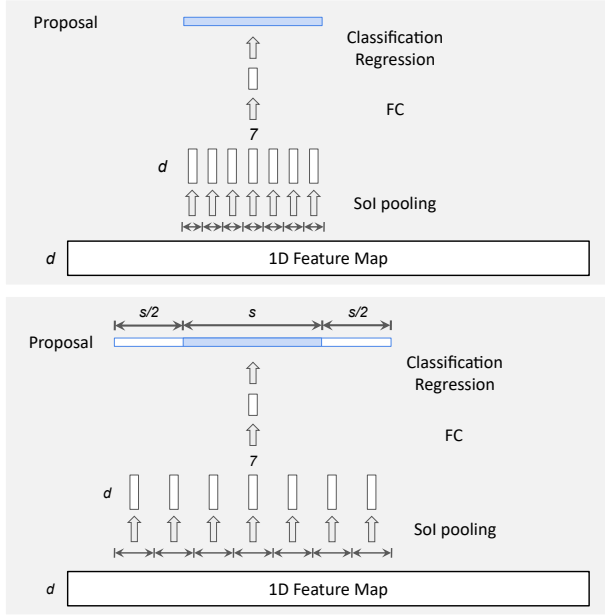 Proposal
Classification
Regression
FC
7
d
SoI pooling
d
1D Feature Map
s/2
s
s/2
Proposal
Classification
Regression
FC
7
d
SoI pooling
d
1D Feature Map